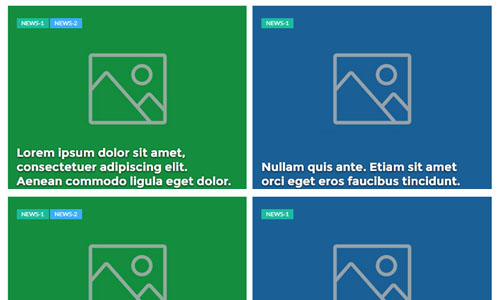 NEWS-1 NEWS-2
Lorem ipsum dolor sit amet,
consectetuer adipiscing elit.
Aenean commodo ligula eget dolor.
NEWS-1
Nullam quis ante. Etiam sit amet
orci eget eros faucibus tincidunt.
NEWS-1 NEWS-2
NEWS-1